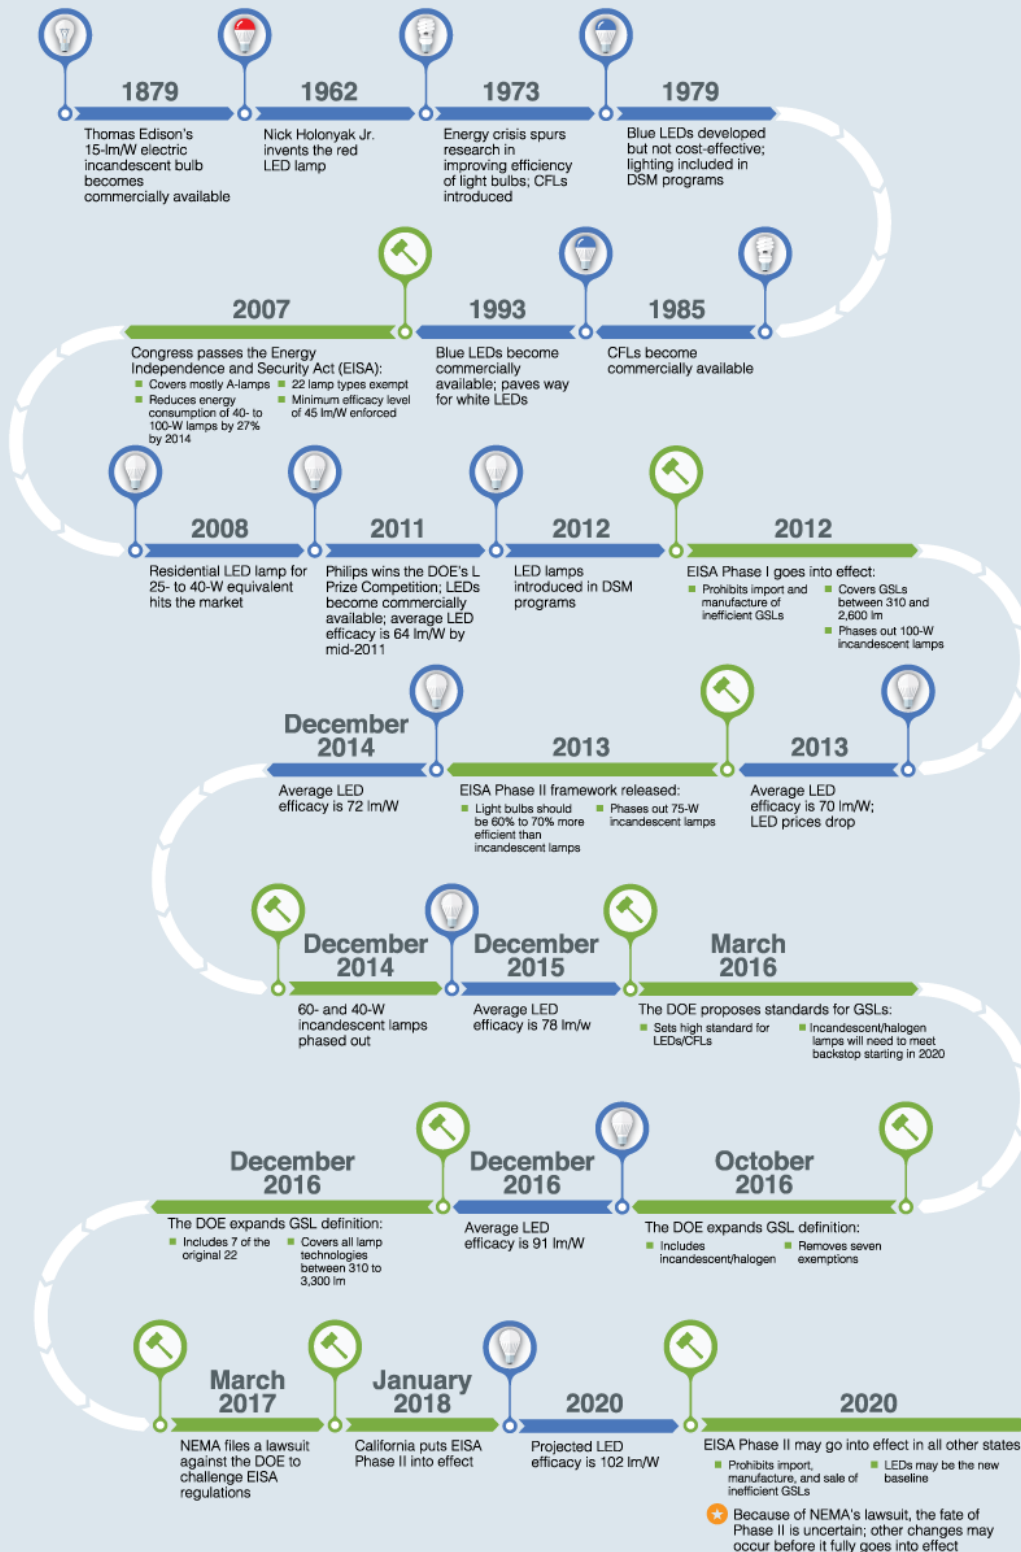 1879
Thomas Edison's
15-lm/W electric
incandescent bulb
becomes
commercially available
1962
Nick Holonyak Jr.
invents the red
LED lamp
1973
Energy crisis spurs
research in
improving efficiency
of light bulbs; CFLs
introduced
1979
Blue LEDs developed
but not cost-effective;
lighting included in
DSM programs
1985
CFLs become
commercially available
1993
Blue LEDs become
commercially
available; paves way
for white LEDs
2007
Congress passes the Energy
Independence and Security Act (EISA):
Covers mostly A-lamps
Reduces energy
consumption of 40- to
100-W lamps by 27%
by 2014
22 lamp types exempt
Minimum efficacy level
of 45 lm/W enforced
2008
Residential LED lamp for
25- to 40-W equivalent
hits the market
2011
Philips wins the DOE's L
Prize Competition; LEDs
become commercially
available; average LED
efficacy is 64 lm/W by
mid-2011
2012
LED lamps
introduced in DSM
programs
2012
EISA Phase I goes into effect:
Prohibits import and
manufacture of
inefficient GSLs
Covers GSLs
between 310 and
2,600 lm
Phases out 100-W
incandescent lamps
2013
Average LED
efficacy is 70 lm/W;
LED prices drop
2013
EISA Phase II framework released:
Light bulbs should
be 60% to 70% more
efficient than
incandescent lamps
Phases out 75-W
incandescent lamps
December
2014
Average LED
efficacy is 72 lm/W
December
2014
60- and 40-W
incandescent lamps
phased out
December
2015
Average LED
efficacy is 78 lm/w
March
2016
The DOE proposes standards for GSLs:
Sets high standard for
LEDs/CFLs
Incandescent/halogen
lamps will need to meet
backstop starting in 2020
October
2016
The DOE expands GSL definition:
Includes
incandescent/halogen
Removes seven
exemptions
December
2016
Average LED
efficacy is 91 lm/W
December
2016
The DOE expands GSL definition:
Includes 7 of the
original 22
Covers all lamp
technologies
between 310 to
3,300 lm
March
2017
NEMA files a lawsuit
against the DOE to
challenge EISA
regulations
January
2018
California puts EISA
Phase II into effect
2020
Projected LED
efficacy is 102 lm/W
2020
EISA Phase II may go into effect in all other states
Prohibits import,
manufacture, and sale of
inefficient GSLs
LEDs may be the new
baseline
Because of NEMA's lawsuit, the fate of
Phase II is uncertain; other changes may
occur before it fully goes into effect